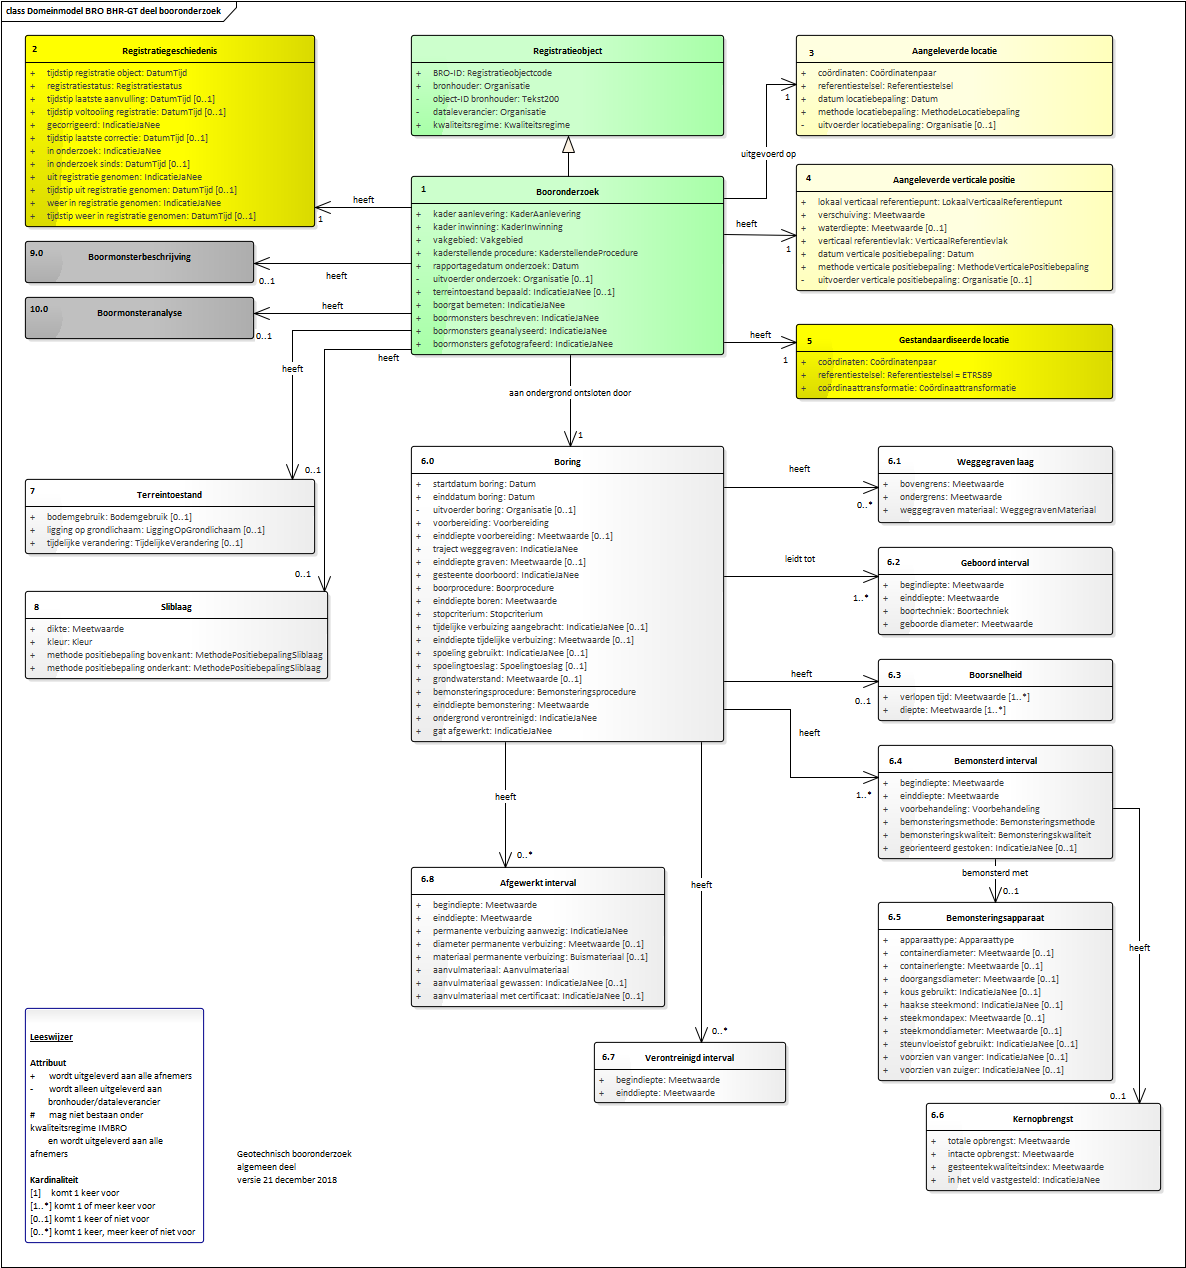 class Domeinmodel BRO BHR-GT deel booronderzoek
2 Registratiegeschiedenis
+ tijdstip registratie object: DatumTijd
+ registratiestatus: Registratiestatus
+ tijdstip laatste aanvulling: DatumTijd [0..1]
+ tijdstip voltooiing registratie: DatumTijd [0..1]
+ gecorrigeerd: IndicatieJaNee
+ tijdstip laatste correctie: DatumTijd [0..1]
+ in onderzoek: IndicatieJaNee
+ in onderzoek sinds: DatumTijd [0..1]
+ uit registratie genomen: IndicatieJaNee
+ tijdstip uit registratie genomen: DatumTijd [0..1]
+ weer in registratie genomen: IndicatieJaNee
+ tijdstip weer in registratie genomen: DatumTijd [0..1]
Registratieobject
+ BRO-ID: Registratieobjectcode
+ bronhouder: Organisatie
- object-ID bronhouder: Tekst200
- dataleverancier: Organisatie
+ kwaliteitsregime: Kwaliteitsregime
3 Aangeleverde locatie
+ coördinaten: Coördinatenpaar
+ referentiestelsel: Referentiestelsel
+ datum locatiebepaling: Datum
+ methode locatiebepaling: MethodeLocatiebepaling
- uitvoerder locatiebepaling: Organisatie [0..1]
1
uitgevoerd op
4 Aangeleverde verticale positie
+ lokaal verticaal referentiepunt: LokaalVerticaalReferentiepunt
+ verschuiving: Meetwaarde
+ waterdiepte: Meetwaarde [0..1]
+ verticaal referentievlak: VerticaalReferentievlak
+ datum verticale positiebepaling: Datum
+ methode verticale positiebepaling: MethodeVerticalePositiebepaling
- uitvoerder verticale positiebepaling: Organisatie [0..1]
heeft
1
1 Booronderzoek
+ kader aanlevering: KaderAanlevering
+ kader inwinning: KaderInwinning
+ vakgebied: Vakgebied
+ kaderstellende procedure: KaderstellendeProcedure
+ rapportagedatum onderzoek: Datum
- uitvoerder onderzoek: Organisatie [0..1]
+ terreintoestand bepaald: IndicatieJaNee [0..1]
+ boorgat bemeten: IndicatieJaNee
+ boormonsters beschreven: IndicatieJaNee
+ boormonsters geanalyseerd: IndicatieJaNee
+ boormonsters gefotografeerd: IndicatieJaNee
heeft
1
9.0 Boormonsterbeschrijving
heeft
0..1
10.0 Boormonsteranalyse
heeft
0..1
heeft
heeft
5 Gestandaardiseerde locatie
+ coördinaten: Coördinatenpaar
+ referentiestelsel: Referentiestelsel = ETRS89
+ coördinaattransformatie: Coördinaattransformatie
heeft
1
aan ondergrond ontsloten door
1
0..1
7 Terreintoestand
+ bodemgebruik: Bodemgebruik [0..1]
+ ligging op grondlichaam: LiggingOpGrondlichaam [0..1]
+ tijdelijke verandering: TijdelijkeVerandering [0..1]
0..1
8 Sliblaag
+ dikte: Meetwaarde
+ kleur: Kleur
+ methode positiebepaling bovenkant: MethodePositiebepalingSliblaag
+ methode positiebepaling onderkant: MethodePositiebepalingSliblaag
6.0 Boring
+ startdatum boring: Datum
+ einddatum boring: Datum
- uitvoerder boring: Organisatie [0..1]
+ voorbereiding: Voorbereiding
+ einddiepte voorbereiding: Meetwaarde [0..1]
+ traject weggegraven: IndicatieJaNee
+ einddiepte graven: Meetwaarde [0..1]
+ gesteente doorboord: IndicatieJaNee
+ boorprocedure: Boorprocedure
+ einddiepte boren: Meetwaarde
+ stopcriterium: Stopcriterium
+ tijdelijke verbuizing aangebracht: IndicatieJaNee [0..1]
+ einddiepte tijdelijke verbuizing: Meetwaarde [0..1]
+ spoeling gebruikt: IndicatieJaNee [0..1]
+ spoelingtoeslag: Spoelingtoeslag [0..1]
+ grondwaterstand: Meetwaarde [0..1]
+ bemonsteringsprocedure: Bemonsteringsprocedure
+ einddiepte bemonstering: Meetwaarde
+ ondergrond verontreinigd: IndicatieJaNee
+ gat afgewerkt: IndicatieJaNee
heeft
0..*
6.1 Weggegraven laag
+ bovengrens: Meetwaarde
+ ondergrens: Meetwaarde
+ weggegraven materiaal: WeggegravenMateriaal
leidt tot
1..*
6.2 Geboord interval
+ begindiepte: Meetwaarde
+ einddiepte: Meetwaarde
+ boortechniek: Boortechniek
+ geboorde diameter: Meetwaarde
heeft
0..1
6.3 Boorsnelheid
+ verlopen tijd: Meetwaarde [1..*]
+ diepte: Meetwaarde [1..*]
heeft
1..*
6.4 Bemonsterd interval
+ begindiepte: Meetwaarde
+ einddiepte: Meetwaarde
+ voorbehandeling: Voorbehandeling
+ bemonsteringsmethode: Bemonsteringsmethode
+ bemonsteringskwaliteit: Bemonsteringskwaliteit
+ georienteerd gestoken: IndicatieJaNee [0..1]
bemonsterd met
0..1
6.5 Bemonsteringsapparaat
+ apparaattype: Apparaattype
+ containerdiameter: Meetwaarde [0..1]
+ containerlengte: Meetwaarde [0..1]
+ doorgangsdiameter: Meetwaarde [0..1]
+ kous gebruikt: IndicatieJaNee [0..1]
+ haakse steekmond: IndicatieJaNee [0..1]
+ steekmondapex: Meetwaarde [0..1]
+ steekmonddiameter: Meetwaarde [0..1]
+ steunvloeistof gebruikt: IndicatieJaNee [0..1]
+ voorzien van vanger: IndicatieJaNee [0..1]
+ voorzien van zuiger: IndicatieJaNee [0..1]
heeft
0..1
6.6 Kernopbrengst
+ totale opbrengst: Meetwaarde
+ intacte opbrengst: Meetwaarde
+ gesteentekwaliteitsindex: Meetwaarde
+ in het veld vastgesteld: IndicatieJaNee
heeft
0..*
6.8 Afgewerkt interval
+ begindiepte: Meetwaarde
+ einddiepte: Meetwaarde
+ permanente verbuizing aanwezig: IndicatieJaNee
+ diameter permanente verbuizing: Meetwaarde [0..1]
+ materiaal permanente verbuizing: Buismateriaal [0..1]
+ aanvulmateriaal: Aanvulmateriaal
+ aanvulmateriaal gewassen: IndicatieJaNee [0..1]
+ aanvulmateriaal met certificaat: IndicatieJaNee [0..1]
heeft
0..*
6.7 Verontreinigd interval
+ begindiepte: Meetwaarde
+ einddiepte: Meetwaarde
Leeswijzer
Attribuut
+ wordt uitgeleverd aan alle afnemers
- wordt alleen uitgeleverd aan
bronhouder/dataleverancier
# mag niet bestaan onder
kwaliteitsregime IMBRO
en wordt uitgeleverd aan alle
afnemers
Kardinaliteit
[1] komt 1 keer voor
[1..*] komt 1 of meer keer voor
[0..1] komt 1 keer of niet voor
[0..*] komt 1 keer, meer keer of niet voor
Geotechnisch booronderzoek
algemeen deel
versie 21 december 2018